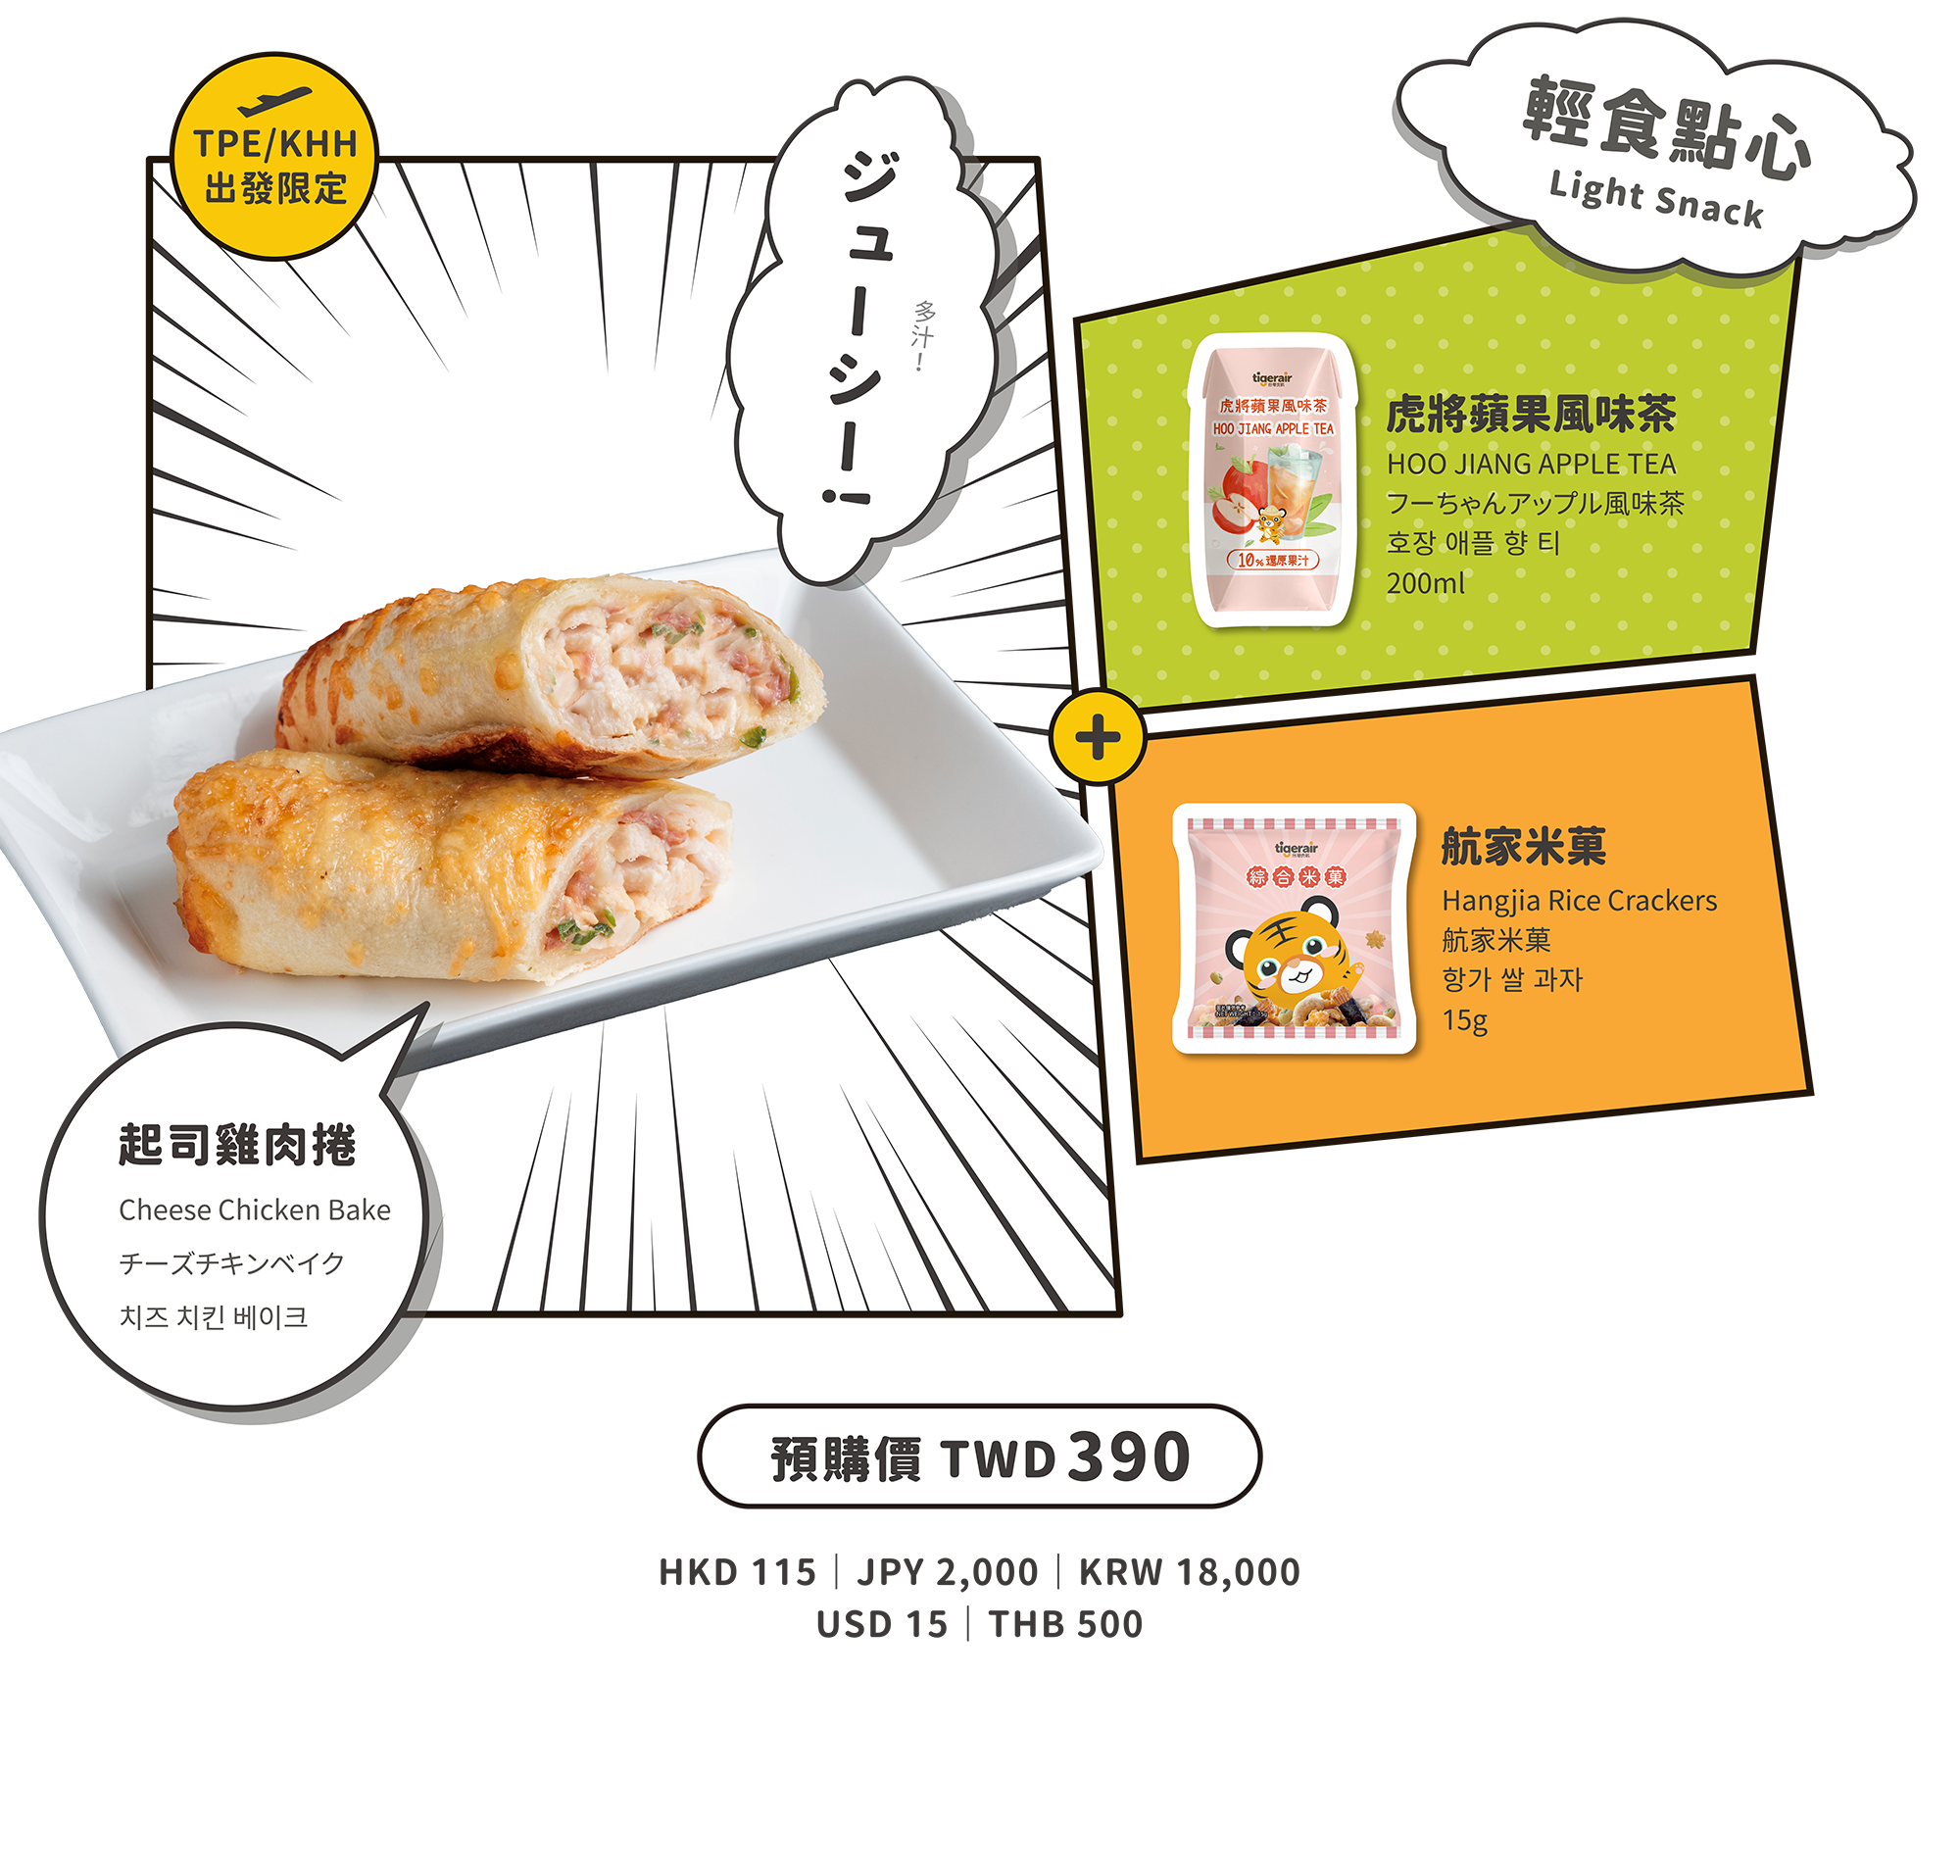 TPE/KHH
出發限定
ジューシー!
多汁!
輕食點心
Light Snack
tigerair
虎將蘋果風味茶
HOO JIANG APPLE TEA
10% 還原果汁
虎將蘋果風味茶
HOO JIANG APPLE TEA
フーちゃんアップル風味茶
호장 애플 향 티
200ml
+
tigerair
綜合米菓
航家米菓
Hangjia Rice Crackers
航家米菓
항가 쌀 과자
15g
起司雞肉捲
Cheese Chicken Bake
チーズチキンベイク
치즈 치킨 베이크
預購價 TWD 390
HKD 115｜JPY 2,000｜KRW 18,000
USD 15｜THB 500